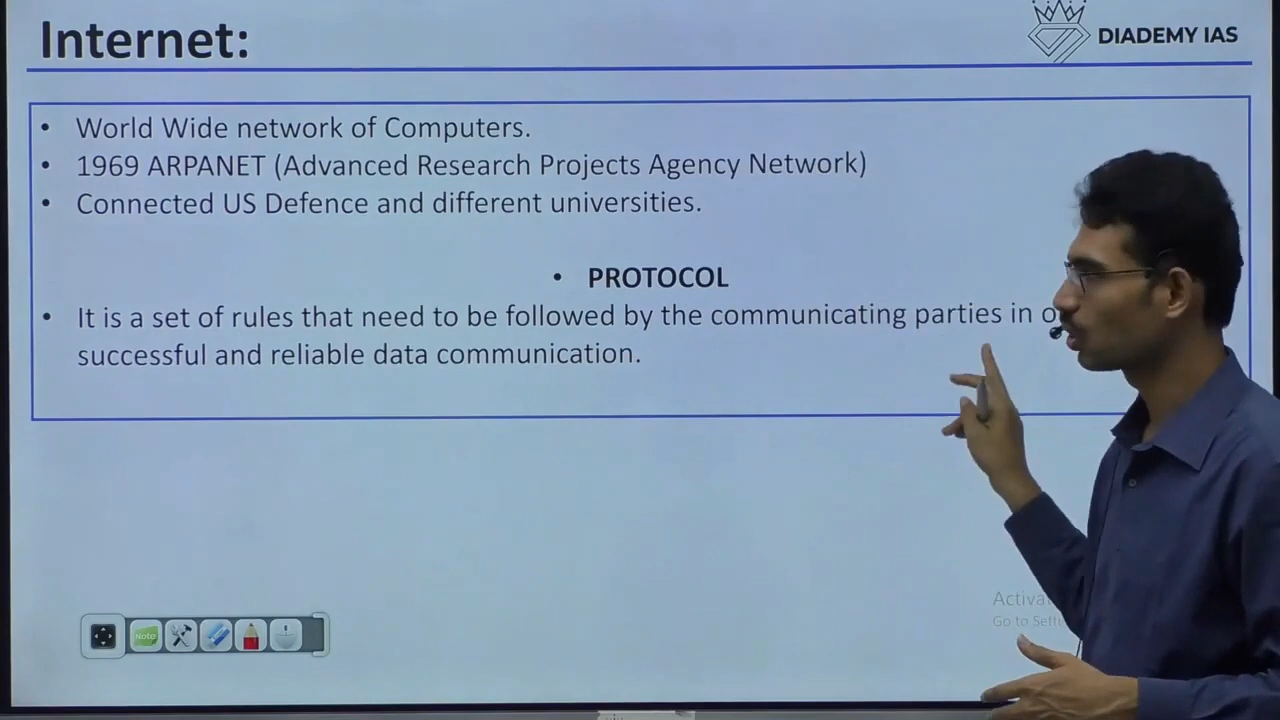 Internet:
DIADEMY IAS
• World Wide network of Computers.
• 1969 ARPANET (Advanced Research Projects Agency Network)
• Connected US Defence and different universities.
• PROTOCOL
• It is a set of rules that need to be followed by the communicating parties in
successful and reliable data communication.
Note
Go to